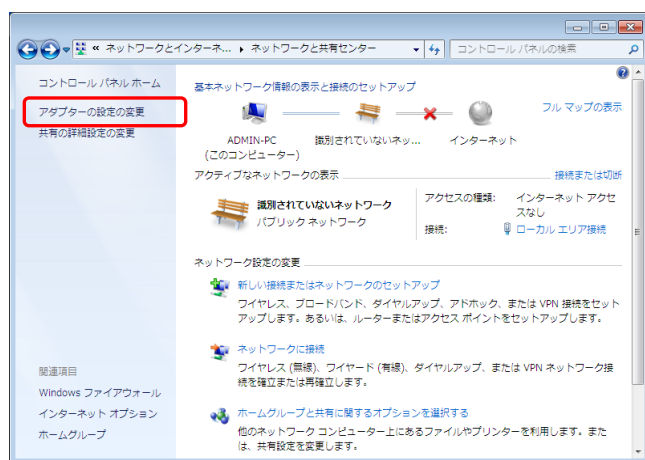 « ネットワークとインターネ... ▸ ネットワークと共有センター
コントロール パネルの検索
コントロール パネル ホーム
アダプターの設定の変更
共有の詳細設定の変更
基本ネットワーク情報の表示と接続のセットアップ
フル マップの表示
ADMIN-PC
(このコンピューター)
識別されていないネッ...
インターネット
アクティブなネットワークの表示
接続または切断
識別されていないネットワーク
パブリック ネットワーク
アクセスの種類: インターネット アクセ
スなし
接続: ローカル エリア接続
ネットワーク設定の変更
新しい接続またはネットワークのセットアップ
ワイヤレス、ブロードバンド、ダイヤルアップ、アドホック、または VPN 接続をセット
アップします。あるいは、ルーターまたはアクセス ポイントをセットアップします。
ネットワークに接続
ワイヤレス (無線)、ワイヤード (有線)、ダイヤルアップ、または VPN ネットワーク接
続を確立または再確立します。
ホームグループと共有に関するオプションを選択する
他のネットワーク コンピューター上にあるファイルやプリンターを利用します。また
は、共有設定を変更します。
関連項目
Windows ファイアウォール
インターネット オプション
ホームグループ